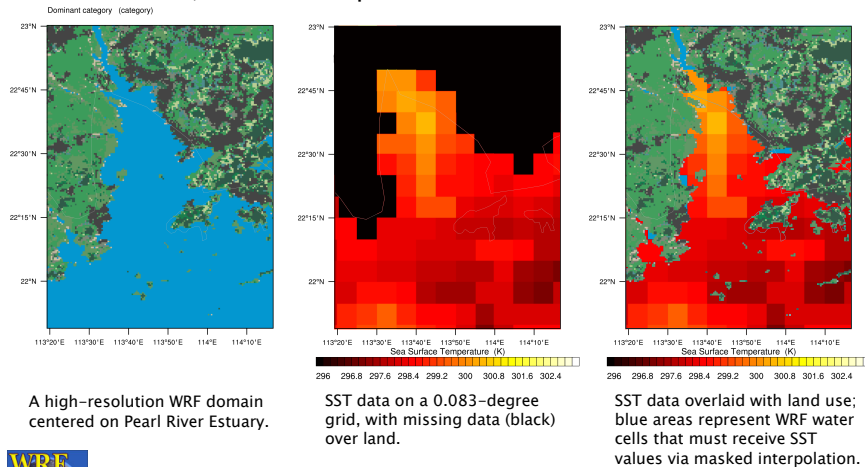 Dominant category (category)
23°N
22°45'N
22°30'N
22°15'N
22°N
113°20'E 113°30'E 113°40'E 113°50'E 114°E 114°10'E
23°N
22°45'N
22°30'N
22°15'N
22°N
113°20'E 113°30'E 113°40'E 113°50'E 114°E 114°10'E
Sea Surface Temperature (K)
296 296.8 297.6 298.4 299.2 300 300.8 301.6 302.4
23°N
22°45'N
22°30'N
22°15'N
22°N
113°20'E 113°30'E 113°40'E 113°50'E 114°E 114°10'E
Sea Surface Temperature (K)
296 296.8 297.6 298.4 299.2 300 300.8 301.6 302.4
A high-resolution WRF domain
centered on Pearl River Estuary.
SST data on a 0.083-degree
grid, with missing data (black)
over land.
SST data overlaid with land use;
blue areas represent WRF water
cells that must receive SST
values via masked interpolation.
WRF